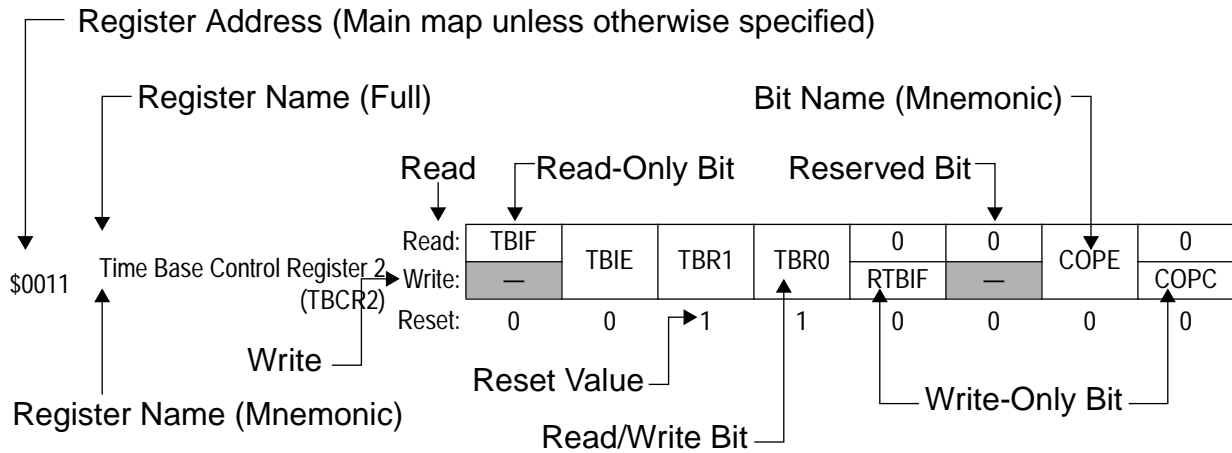 Register Address (Main map unless otherwise specified)
Register Name (Full)
Bit Name (Mnemonic)
Read
Read-Only Bit
Reserved Bit
Read: TBIF TBIE TBR1 TBR0 0 0 COPE 0
$0011 Time Base Control Register 2
(TBCR2)
Write: — RTBIF — COPC
Reset: 0 0 1 1 0 0 0 0
Write
Reset Value
Write-Only Bit
Register Name (Mnemonic)
Read/Write Bit